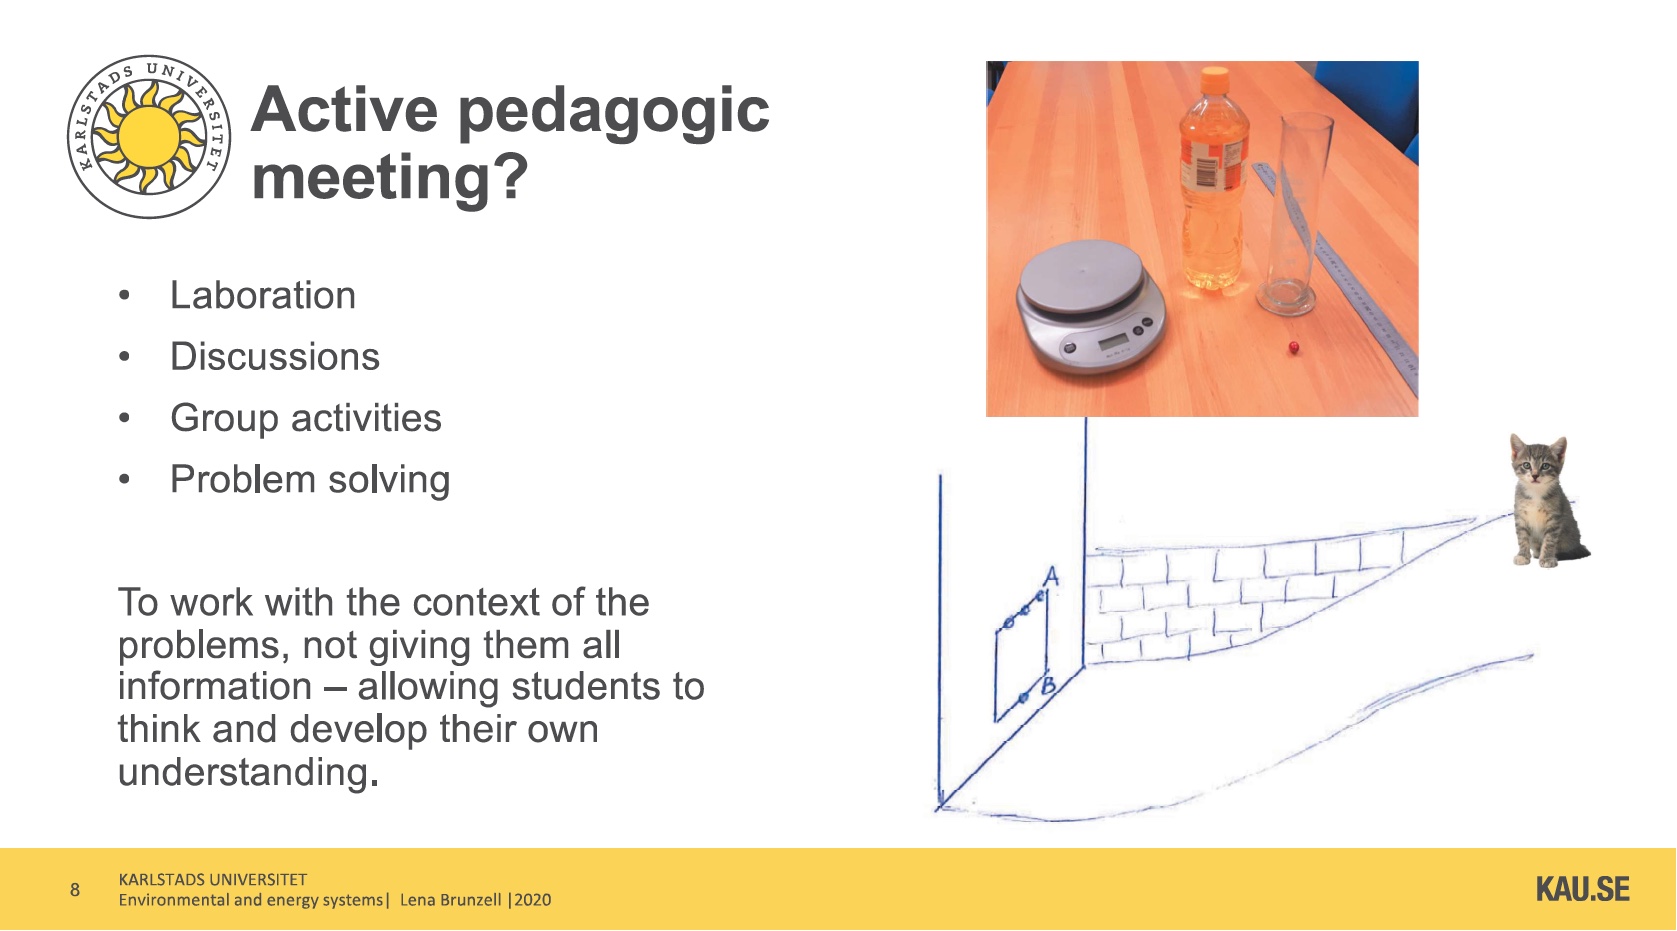 KARLSTADS UNIVERSITET
Active pedagogic
meeting?
• Laboration
• Discussions
• Group activities
• Problem solving
To work with the context of the
problems, not giving them all
information – allowing students to
think and develop their own
understanding.
A
B
8
KARLSTADS UNIVERSITET
Environmental and energy systems| Lena Brunzell |2020
KAU.SE